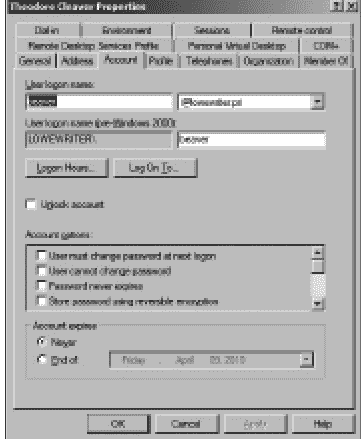 Theodore Cleaver Properties
Dial-in Environment Sessions Remote control
Remote Desktop Services Profile Personal Virtual Desktop COM+
General Address Account Profile Telephones Organization Member Of
User logon name:
beaver @lowewriter.pri
User logon name (pre-Windows 2000):
LOWEWRITER\ beaver
Logon Hours... Log On To...
Unlock account
Account options:
User must change password at next logon
User cannot change password
Password never expires
Store password using reversible encryption
Account expires
Never
End of Friday , April 09, 2010
OK Cancel Apply Help